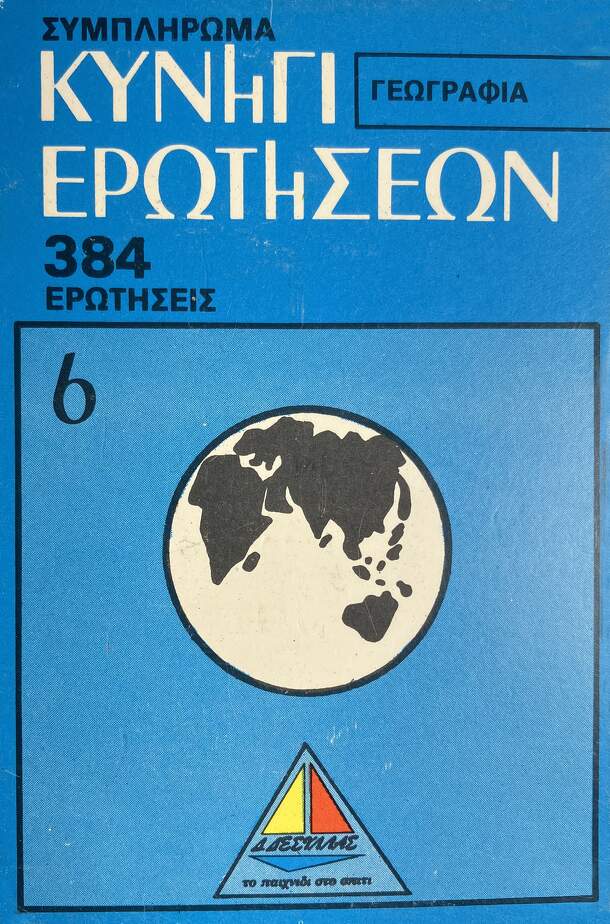 ΣΥΜΠΛΗΡΩΜΑ
ΚΥΝηΓΙ
ΓΕΩΓΡΑΦΙΑ
ΕΡΩΤηΣΕΩΝ
384
ΕΡΩΤΗΣΕΙΣ
6
Δ ΔΕΣΥΛΛΑΣ
το παιχνίδι στο σπίτι